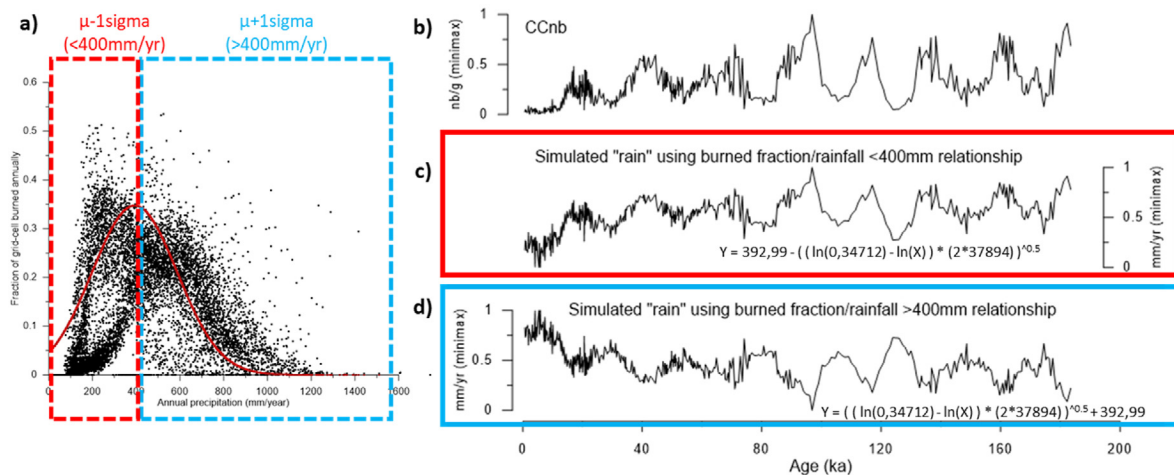 a)
μ-1sigma
(<400mm/yr)
μ+1sigma
(>400mm/yr)
0.6
0.5
0.4
0.3
0.2
0.1
0
Fraction of grid-cell burned annually
0 200 400 600 800 1000 1200 1400 1600
Annual precipitation (mm/year)
b)
CCnb
1
0.5
0
nb/g (minimax)
c)
Simulated "rain" using burned fraction/rainfall <400mm relationship
1
0.5
0
mm/yr (minimax)
Y = 392,99 - ( ( ln(0,34712) - ln(X) ) * (2*37894) )^0.5
d)
Simulated "rain" using burned fraction/rainfall >400mm relationship
1
0.5
0
mm/yr (minimax)
Y = ( ( ln(0,34712) - ln(X) ) * (2*37894) )^0.5 + 392,99
0 40 80 120 160 200
Age (ka)